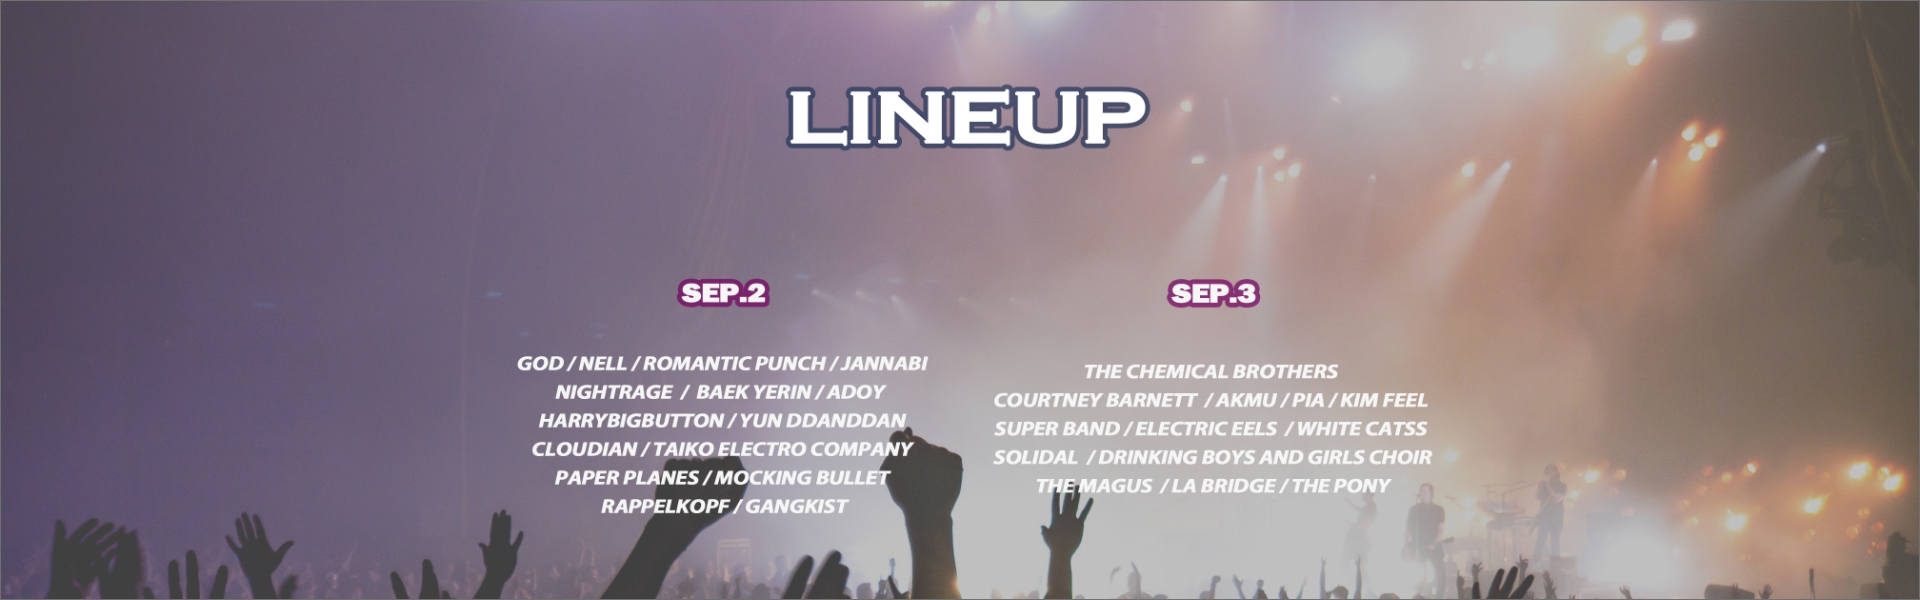 LINEUP
SEP.2
GOD / NELL / ROMANTIC PUNCH / JANNABI
NIGHTRAGE / BAEK YERIN / ADOY
HARRYBIGBUTTON / YUN DDANDDAN
CLOUDIAN / TAIKO ELECTRO COMPANY
PAPER PLANES / MOCKING BULLET
RAPPELKOPF / GANGKIST
SEP.3
THE CHEMICAL BROTHERS
COURTNEY BARNETT / AKMU / PIA / KIM FEEL
SUPER BAND / ELECTRIC EELS / WHITE CATSS
SOLIDAL / DRINKING BOYS AND GIRLS CHOIR
THE MAGUS / LA BRIDGE / THE PONY